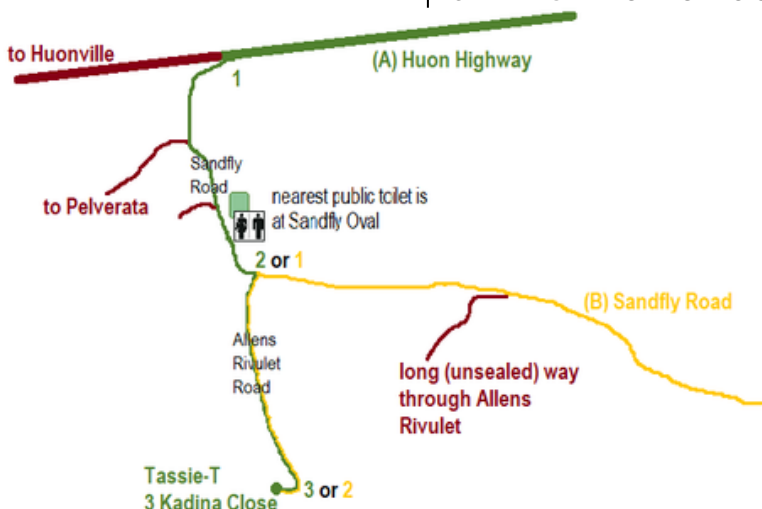 to Huonville
(A) Huon Highway
1
Sandfly
Road
to Pelverata
nearest public toilet is
at Sandfly Oval
2 or 1
(B) Sandfly Road
Allens
Rivulet
Road
long (unsealed) way
through Allens
Rivulet
Tassie-T
3 Kadina Close
3 or 2